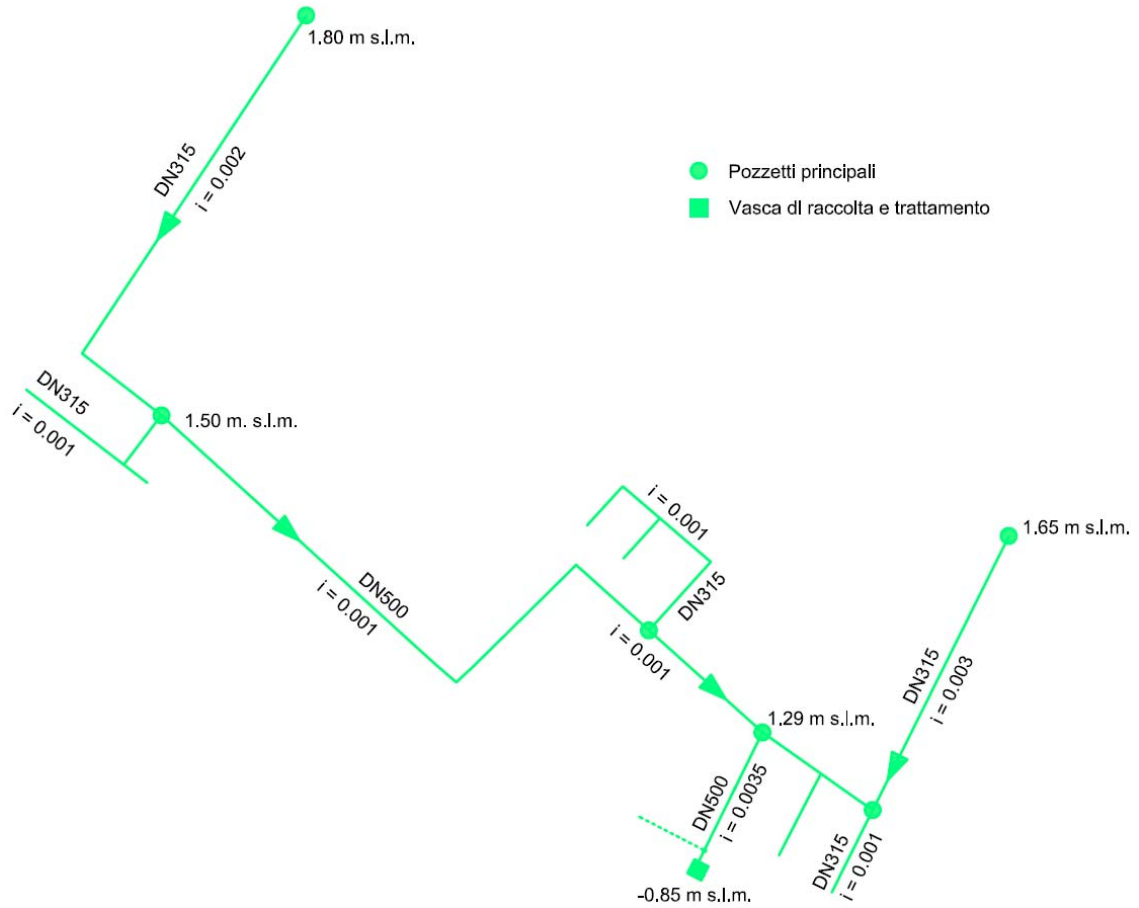 1.80 m s.l.m.
DN315
i = 0.002
Pozzetti principali
Vasca di raccolta e trattamento
DN315
i = 0.001
1.50 m. s.l.m.
i = 0.001
1.65 m s.l.m.
DN500
i = 0.001
DN315
i = 0.001
DN315
i = 0.003
1.29 m s.l.m.
DN500
i = 0.0035
DN315
i = 0.001
-0.85 m s.l.m.